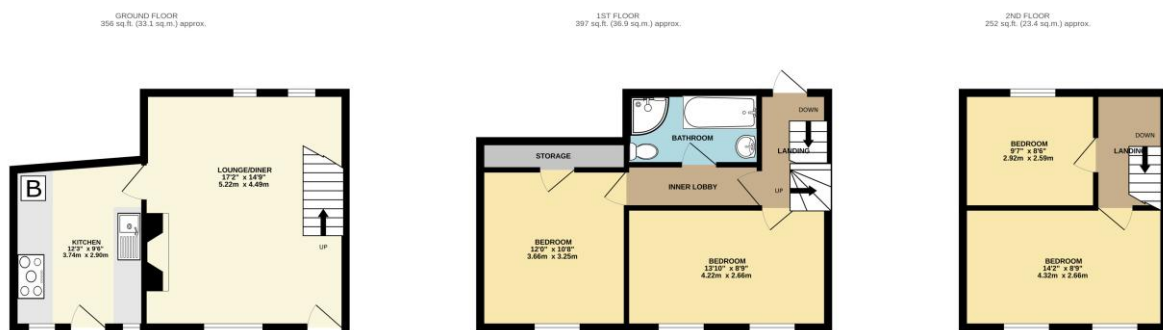 GROUND FLOOR
356 sq.ft. (33.1 sq.m.) approx.
B
KITCHEN
12'3" x 9'6"
3.74m x 2.90m
LOUNGE/DINER
17'2" x 14'9"
5.22m x 4.49m
UP
1ST FLOOR
397 sq.ft. (36.9 sq.m.) approx.
STORAGE
BATHROOM
DOWN
LANDING
INNER LOBBY
UP
BEDROOM
12'0" x 10'8"
3.66m x 3.25m
BEDROOM
13'10" x 8'9"
4.22m x 2.66m
2ND FLOOR
252 sq.ft. (23.4 sq.m.) approx.
BEDROOM
9'7" x 8'6"
2.92m x 2.59m
DOWN
LANDING
BEDROOM
14'2" x 8'9"
4.32m x 2.66m